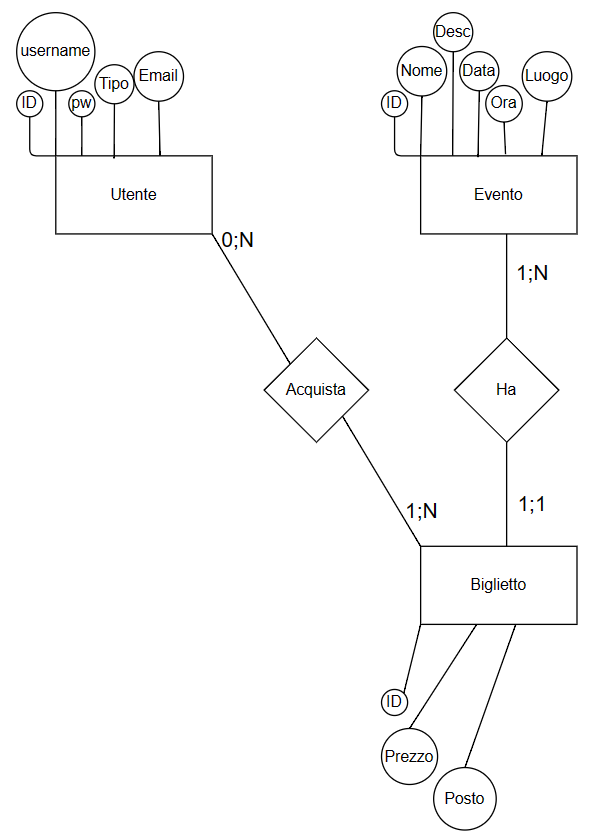 username
Desc
Nome
Data
Luogo
Tipo
Email
ID
pw
ID
Ora
Utente
Evento
0;N
1;N
Acquista
Ha
1;N
1;1
Biglietto
ID
Prezzo
Posto